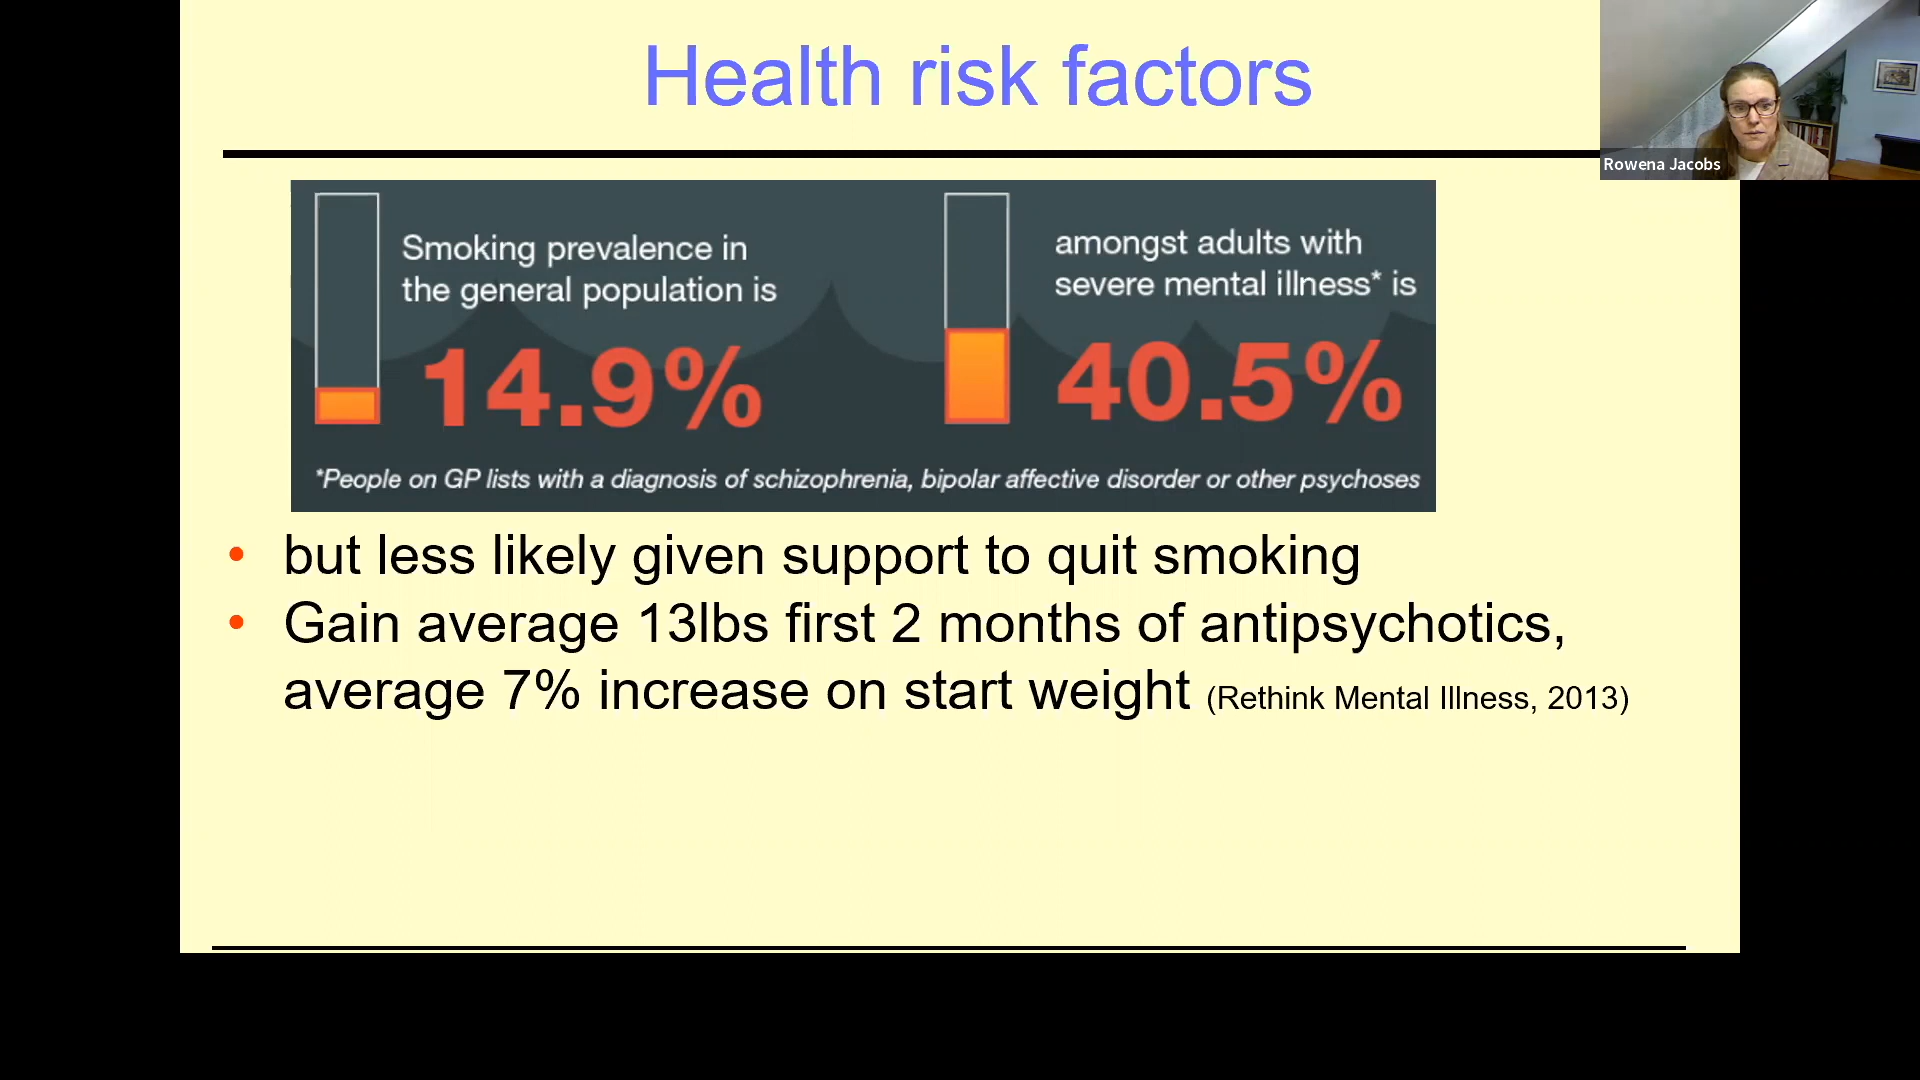 Health risk factors
Rowena Jacobs
Smoking prevalence in
the general population is
14.9%
amongst adults with
severe mental illness* is
40.5%
*People on GP lists with a diagnosis of schizophrenia, bipolar affective disorder or other psychoses
• but less likely given support to quit smoking
• Gain average 13lbs first 2 months of antipsychotics,
average 7% increase on start weight (Rethink Mental Illness, 2013)